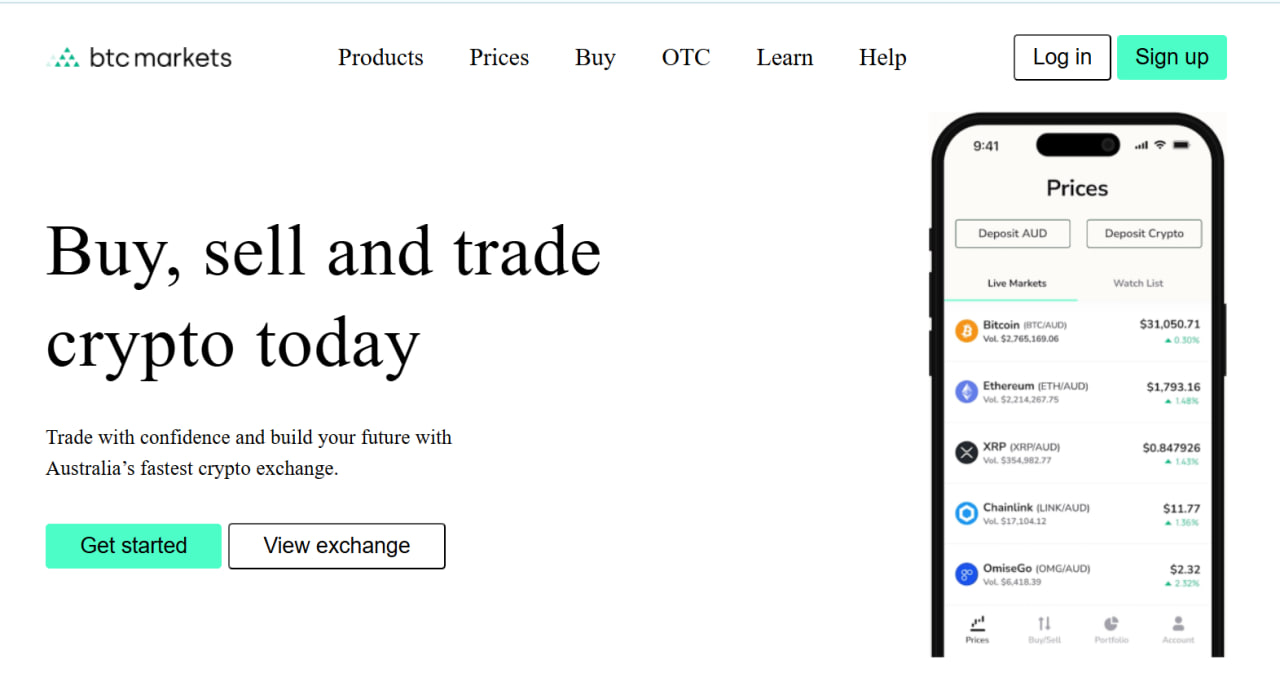 btc markets
Products Prices Buy OTC Learn Help
Log in Sign up
Buy, sell and trade
crypto today
Trade with confidence and build your future with
Australia’s fastest crypto exchange.
Get started View exchange
9:41
Prices
Deposit AUD Deposit Crypto
Live Markets Watch List
Bitcoin (BTC/AUD) $31,050.71
Vol. $2,765,169.06 0.30%
Ethereum (ETH/AUD) $1,793.16
Vol. $2,214,267.75 1.48%
XRP (XRP/AUD) $0.847926
Vol. $354,982.77 1.43%
Chainlink (LINK/AUD) $11.77
Vol. $17,104.12 1.36%
OmiseGo (OMG/AUD) $2.32
Vol. $6,418.39 2.32%
Prices Buy/Sell Portfolio Account